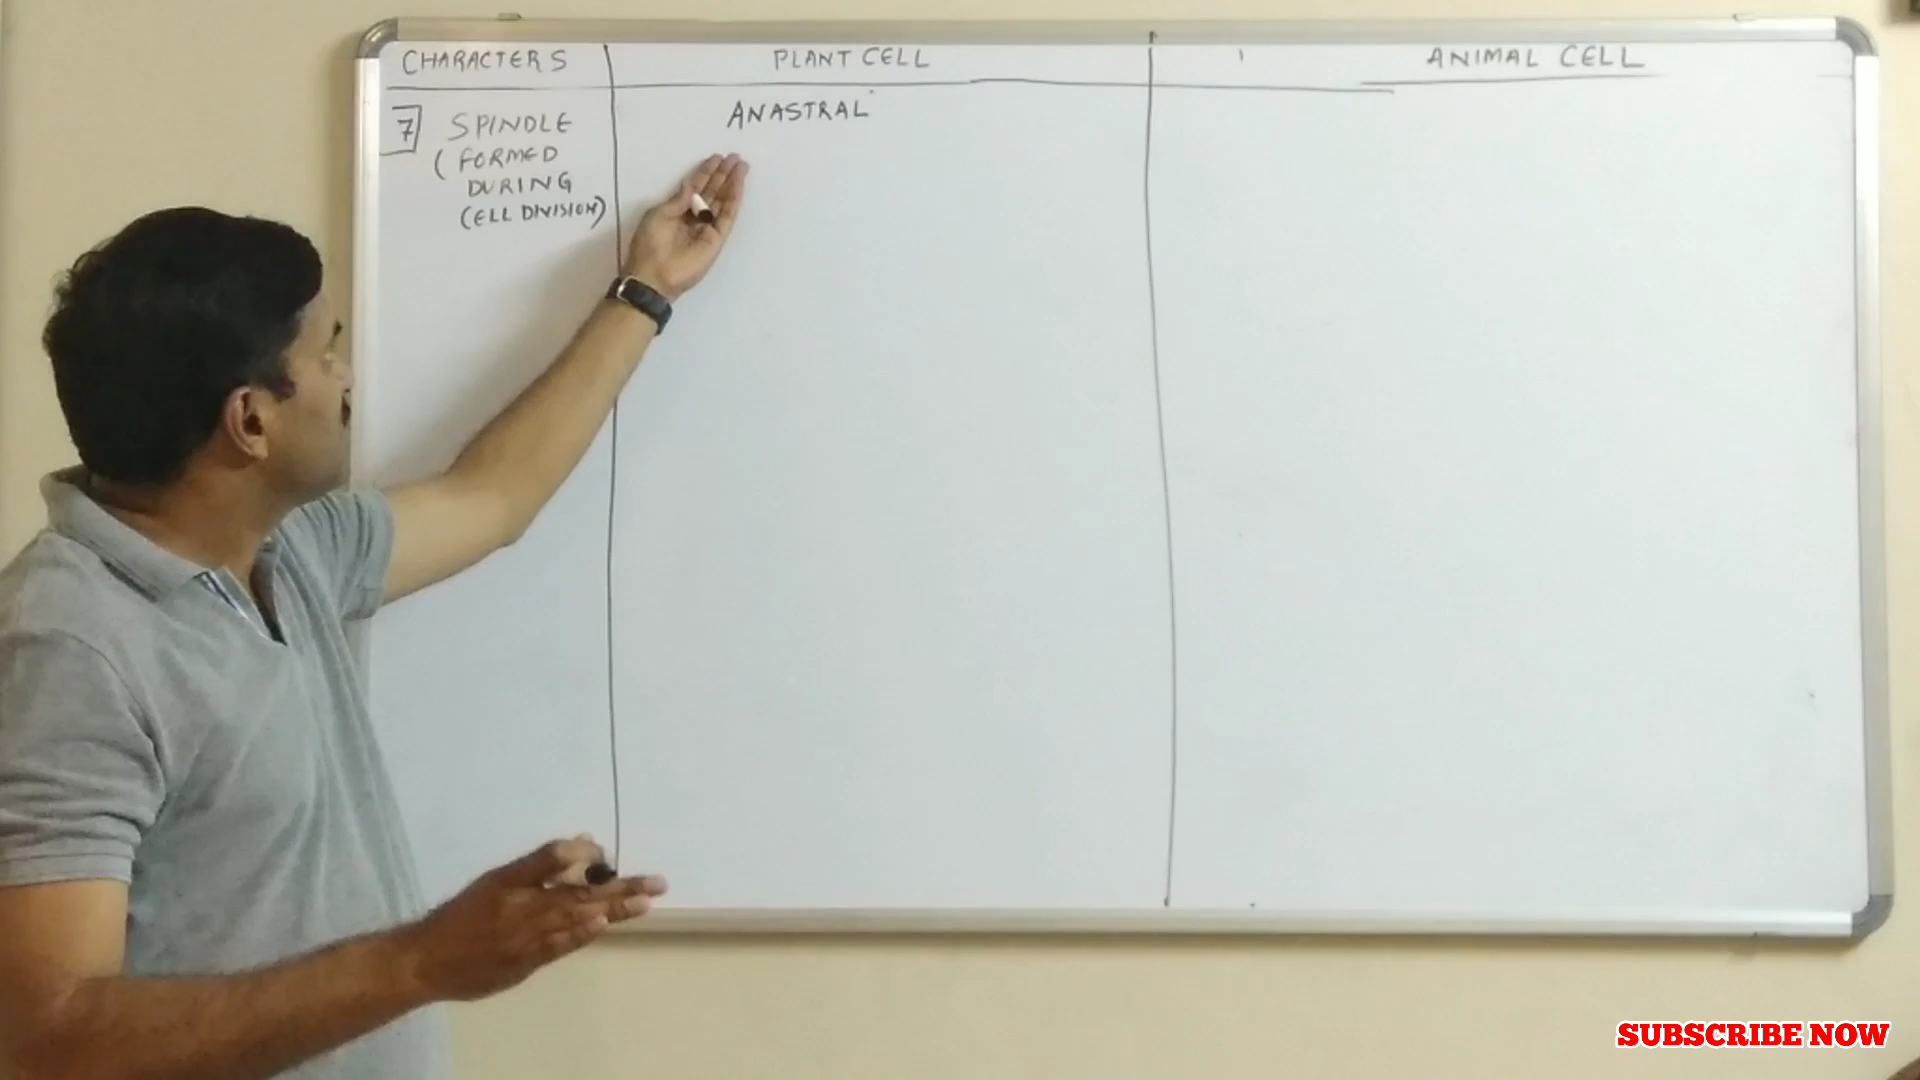 CHARACTERS PLANT CELL ANIMAL CELL
7 SPINDLE ANASTRAL
(FORMED
DURING
CELL DIVISION)
SUBSCRIBE NOW